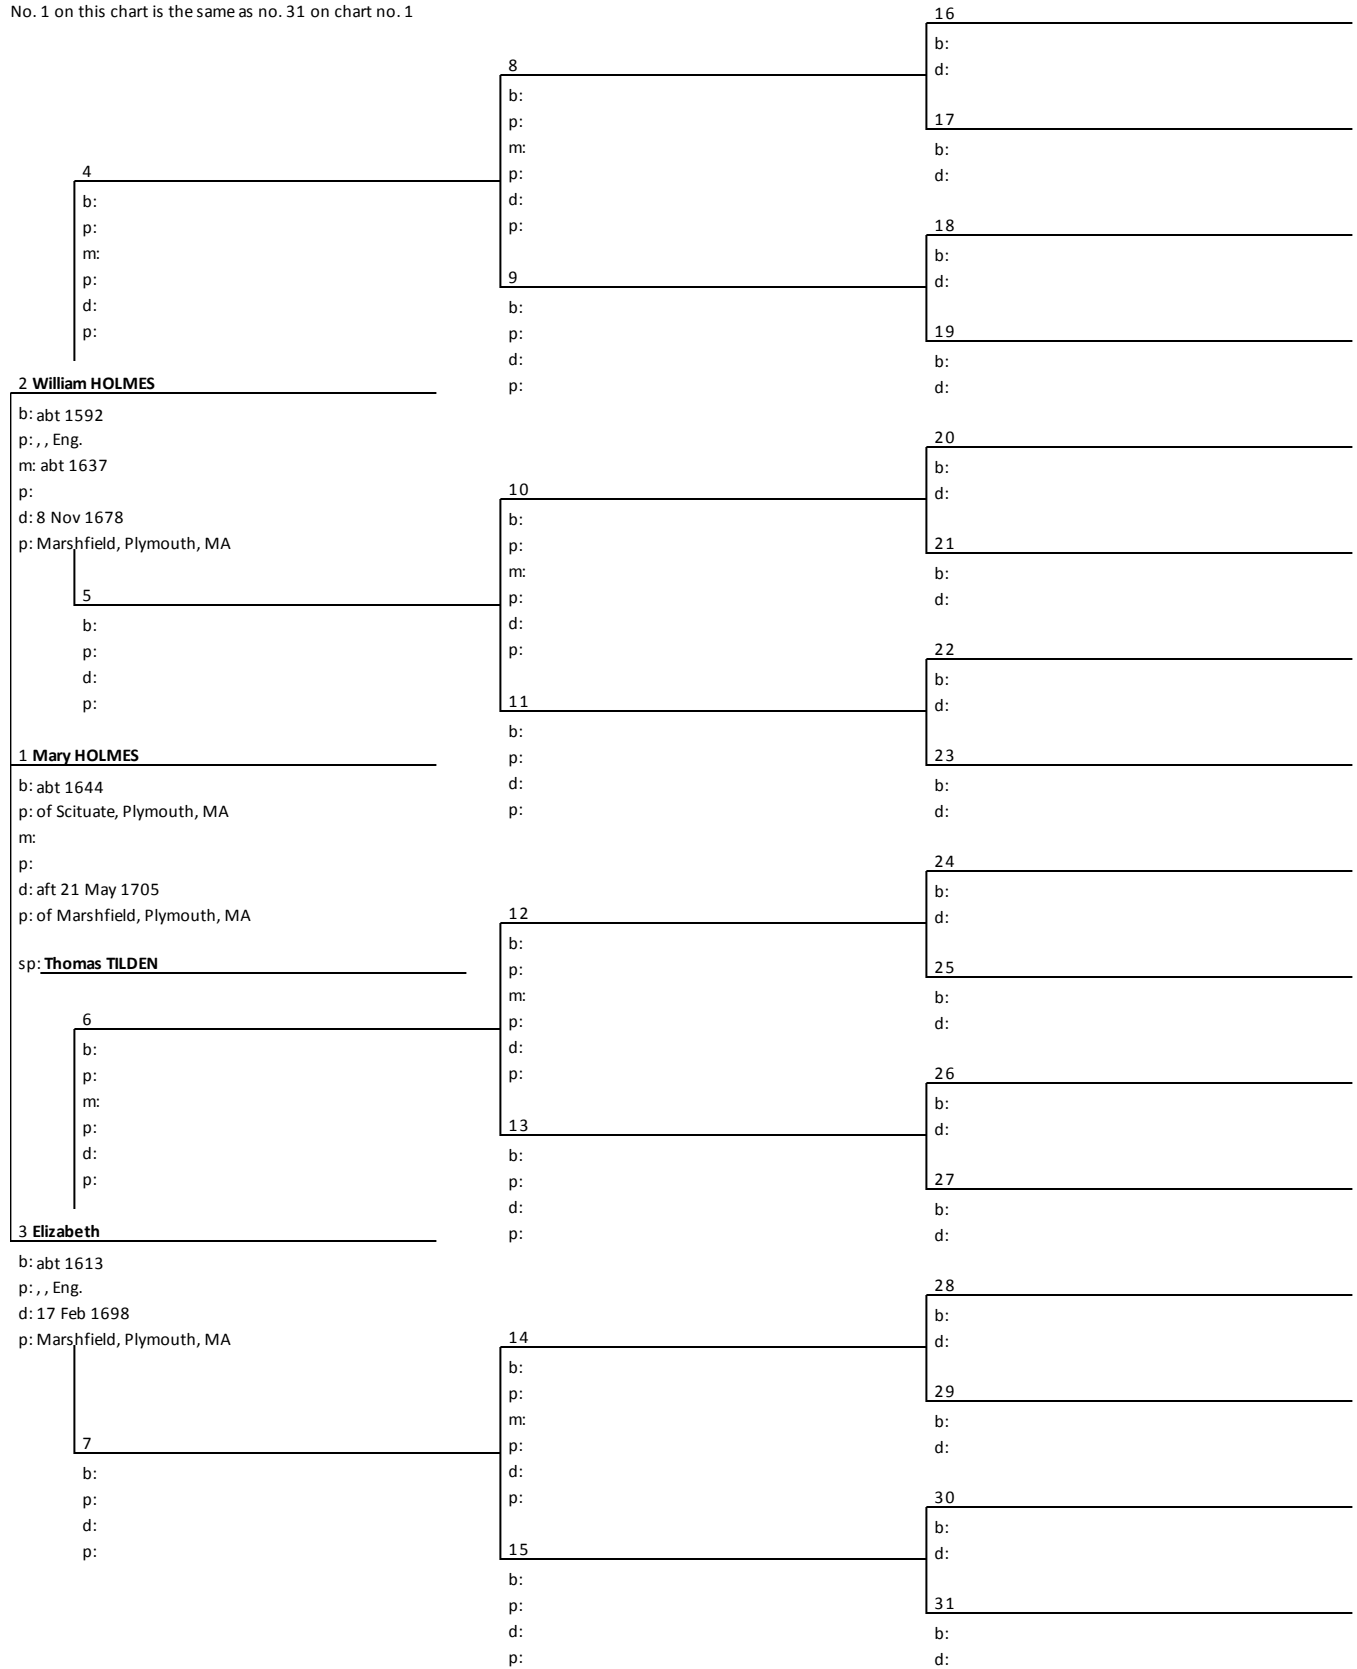 No. 1 on this chart is the same as no. 31 on chart no. 1
16
b:
d:
8
b:
p:
m:
p:
d:
p:
17
b:
d:
4
b:
p:
m:
p:
d:
p:
18
b:
d:
9
b:
p:
d:
p:
19
b:
d:
2 William HOLMES
b: abt 1592
p: , , Eng.
m: abt 1637
p:
d: 8 Nov 1678
p: Marshfield, Plymouth, MA
20
b:
d:
10
b:
p:
m:
p:
d:
p:
21
b:
d:
5
b:
p:
d:
p:
22
b:
d:
11
b:
p:
d:
p:
23
b:
d:
1 Mary HOLMES
b: abt 1644
p: of Scituate, Plymouth, MA
m:
p:
d: aft 21 May 1705
p: of Marshfield, Plymouth, MA
sp: Thomas TILDEN
24
b:
d:
12
b:
p:
m:
p:
d:
p:
25
b:
d:
6
b:
p:
m:
p:
d:
p:
26
b:
d:
13
b:
p:
d:
p:
27
b:
d:
3 Elizabeth
b: abt 1613
p: , , Eng.
d: 17 Feb 1698
p: Marshfield, Plymouth, MA
28
b:
d:
14
b:
p:
m:
p:
d:
p:
29
b:
d:
7
b:
p:
d:
p:
30
b:
d:
15
b:
p:
d:
p:
31
b:
d: